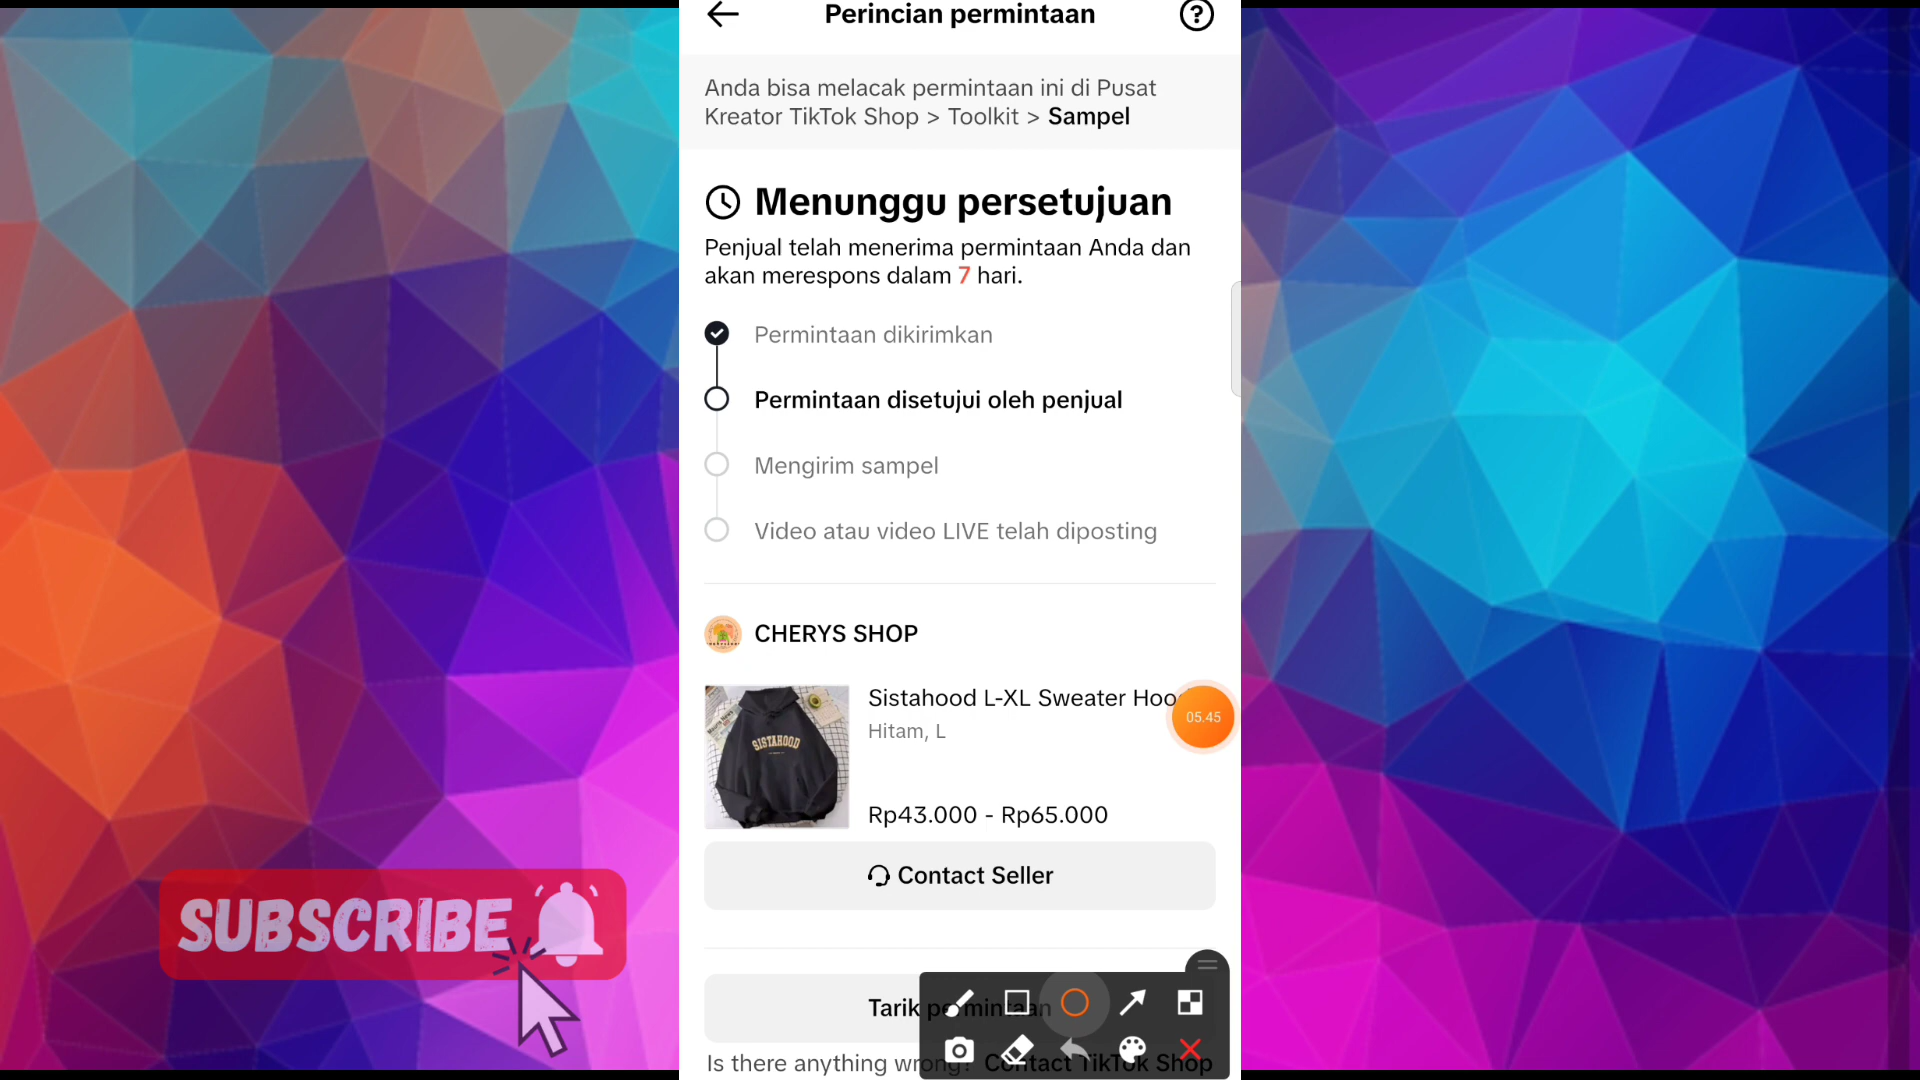 Perincian permintaan
Anda bisa melacak permintaan ini di Pusat
Kreator TikTok Shop > Toolkit > Sampel
Menunggu persetujuan
Penjual telah menerima permintaan Anda dan
akan merespons dalam 7 hari.
Permintaan dikirimkan
Permintaan disetujui oleh penjual
Mengirim sampel
Video atau video LIVE telah diposting
CHERYS SHOP
SISTAHOOD
Sistahood L-XL Sweater Hoo
Hitam, L
05.45
Rp43.000 - Rp65.000
Contact Seller
SUBSCRIBE
Tarik permintaan
Is there anything wrong? Contact TikTok Shop